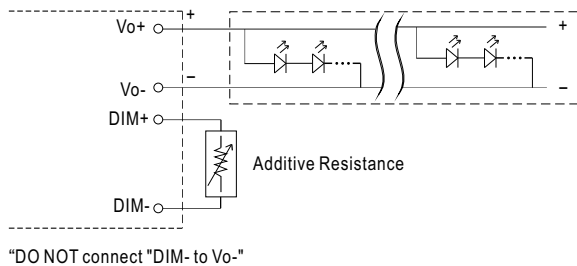 Vo+
+
+
Vo-
−
−
DIM+
Additive Resistance
DIM-
“DO NOT connect "DIM- to Vo-"